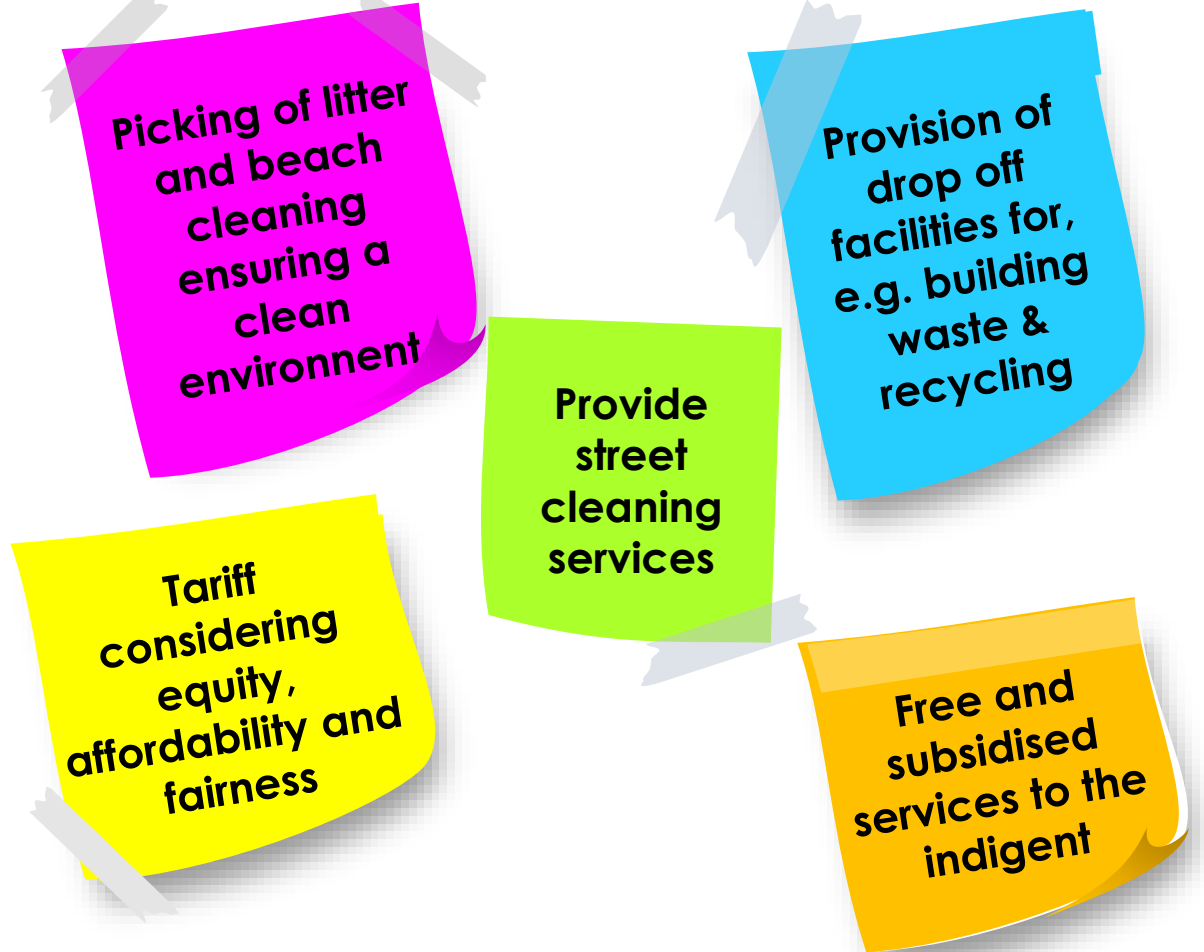 Picking of litter
and beach
cleaning
ensuring a
clean
environnent
Provision of
drop off
facilities for,
e.g. building
waste &
recycling
Provide
street
cleaning
services
Tariff
considering
equity,
affordability and
fairness
Free and
subsidised
services to the
indigent